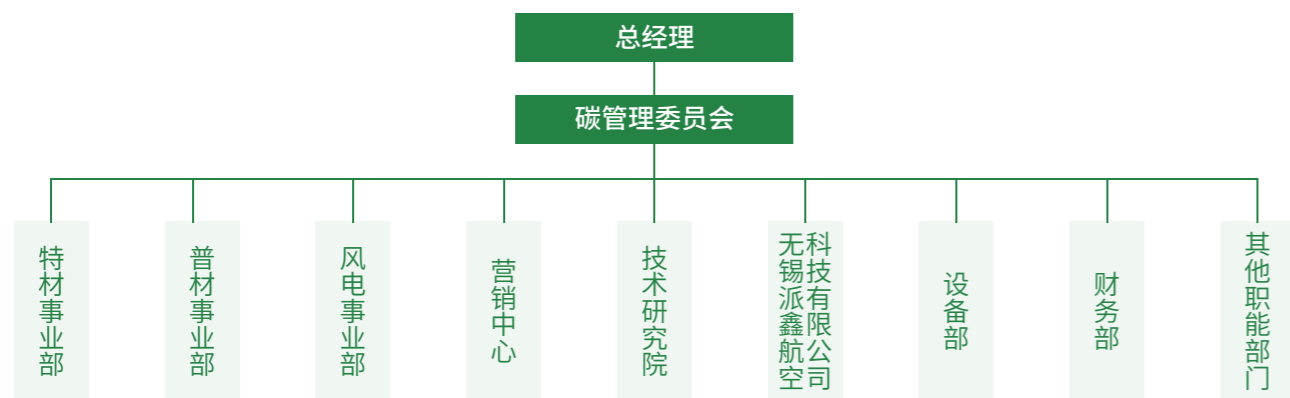 总经理
碳管理委员会
特材事业部
普材事业部
风电事业部
营销中心
技术研究院
无锡派鑫航空
科技有限公司
设备部
财务部
其他职能部门